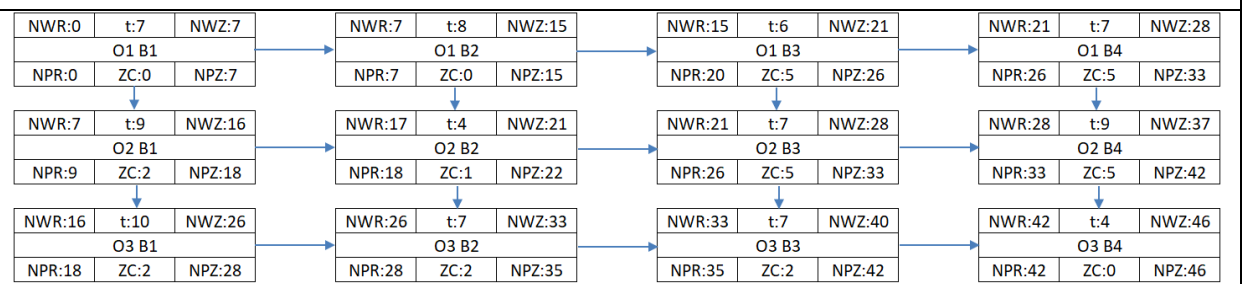 NWR:0 t:7 NWZ:7 NWR:7 t:8 NWZ:15 NWR:15 t:6 NWZ:21 NWR:21 t:7 NWZ:28
O1 B1 O1 B2 O1 B3 O1 B4
NPR:0 ZC:0 NPZ:7 NPR:7 ZC:0 NPZ:15 NPR:20 ZC:5 NPZ:26 NPR:26 ZC:5 NPZ:33
NWR:7 t:9 NWZ:16 NWR:17 t:4 NWZ:21 NWR:21 t:7 NWZ:28 NWR:28 t:9 NWZ:37
O2 B1 O2 B2 O2 B3 O2 B4
NPR:9 ZC:2 NPZ:18 NPR:18 ZC:1 NPZ:22 NPR:26 ZC:5 NPZ:33 NPR:33 ZC:5 NPZ:42
NWR:16 t:10 NWZ:26 NWR:26 t:7 NWZ:33 NWR:33 t:7 NWZ:40 NWR:42 t:4 NWZ:46
O3 B1 O3 B2 O3 B3 O3 B4
NPR:18 ZC:2 NPZ:28 NPR:28 ZC:2 NPZ:35 NPR:35 ZC:2 NPZ:42 NPR:42 ZC:0 NPZ:46